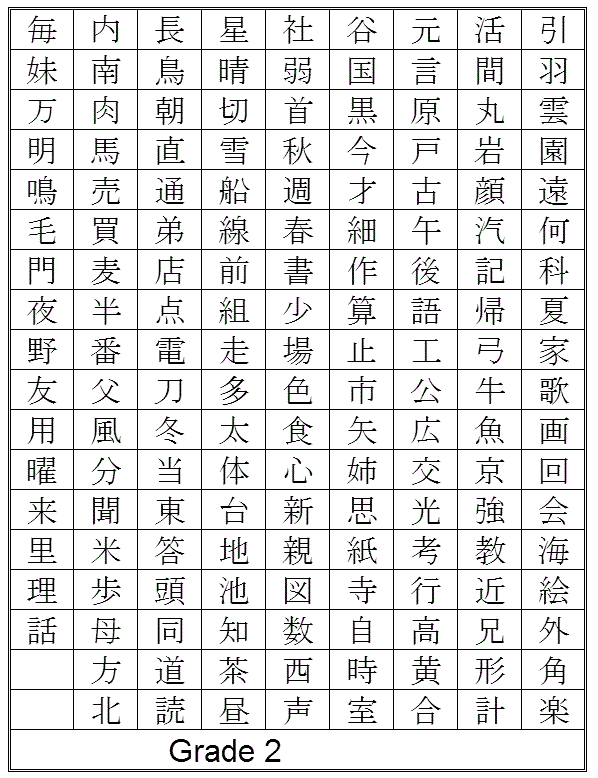 引羽雲園遠何科夏家歌画回会海絵外角楽
活間丸岩顔汽記帰弓牛魚京強教近兄形計
元言原戸古午後語工公広交光考行高黄合
谷国黒今才細作算止市矢姉思紙寺自時室
社弱首秋週春書少場色食心新親図数西声
星晴切雪船線前組走多太体台地池知茶昼
長鳥朝直通弟店点電刀冬当東答頭同道読
内南肉馬売買麦半番父風分聞米歩母方北
毎妹万明鳴毛門夜野友用曜来里理話
Grade 2